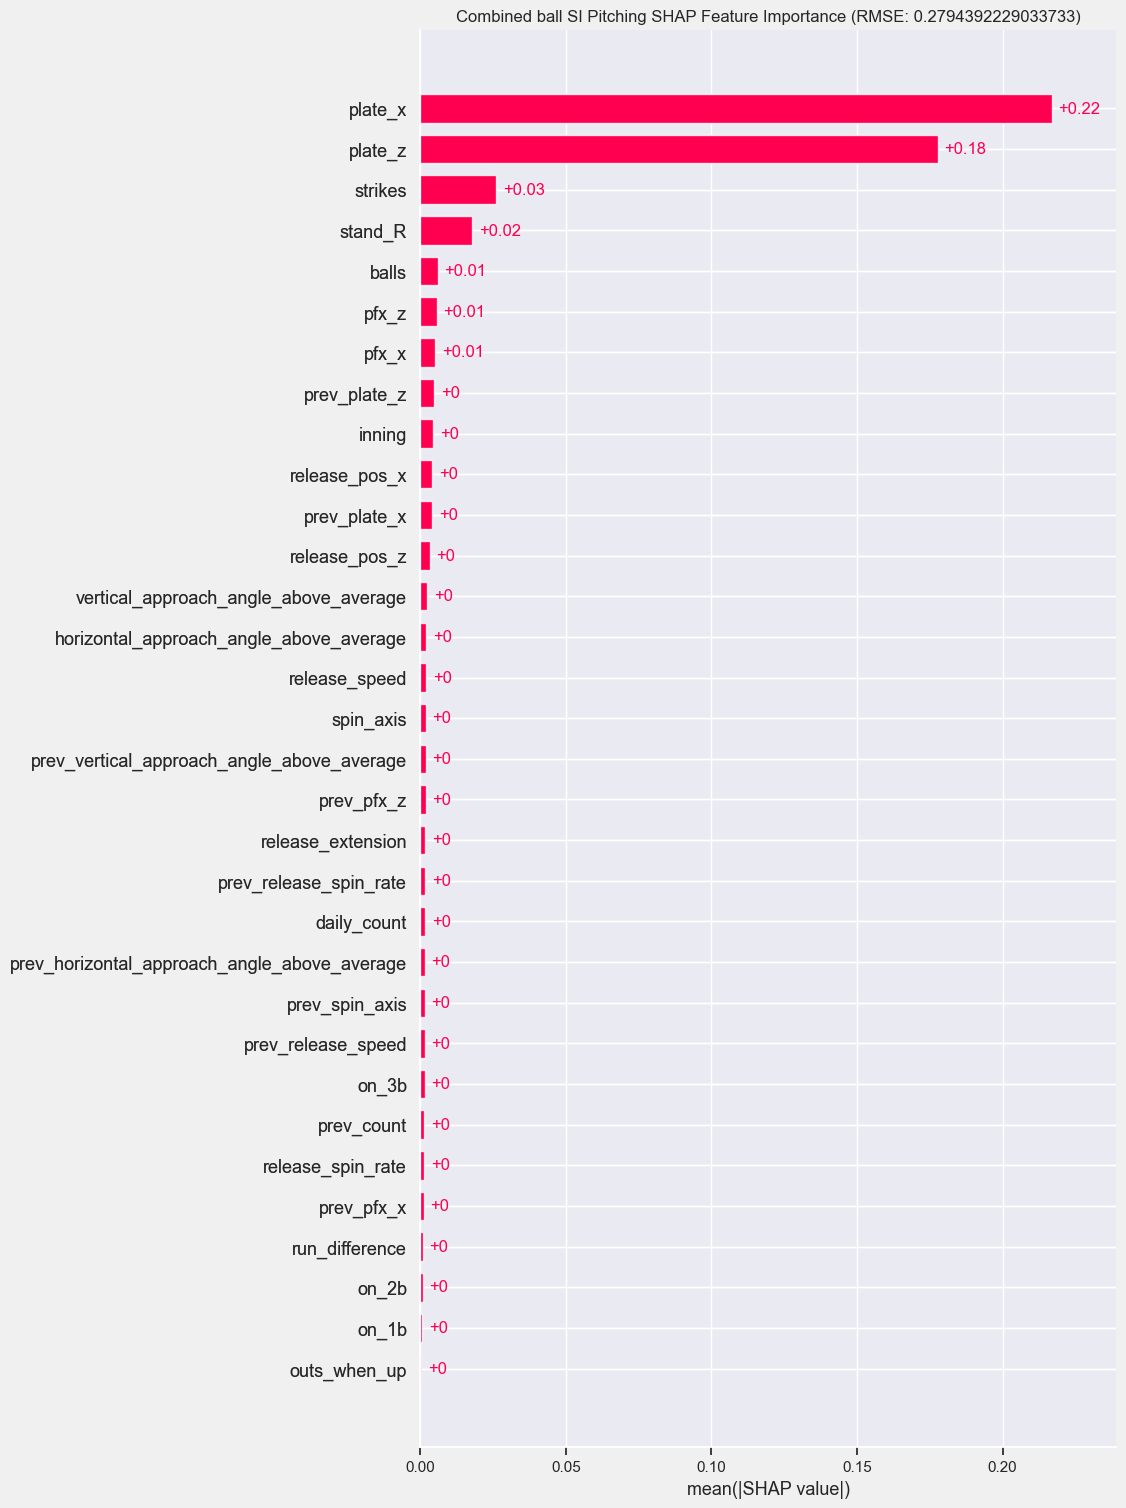 Combined ball SI Pitching SHAP Feature Importance (RMSE: 0.2794392229033733)
plate_x +0.22
plate_z +0.18
strikes +0.03
stand_R +0.02
balls +0.01
pfx_z +0.01
pfx_x +0.01
prev_plate_z +0
inning +0
release_pos_x +0
prev_plate_x +0
release_pos_z +0
vertical_approach_angle_above_average +0
horizontal_approach_angle_above_average +0
release_speed +0
spin_axis +0
prev_vertical_approach_angle_above_average +0
prev_pfx_z +0
release_extension +0
prev_release_spin_rate +0
daily_count +0
prev_horizontal_approach_angle_above_average +0
prev_spin_axis +0
prev_release_speed +0
on_3b +0
prev_count +0
release_spin_rate +0
prev_pfx_x +0
run_difference +0
on_2b +0
on_1b +0
outs_when_up +0
0.00 0.05 0.10 0.15 0.20
mean(|SHAP value|)